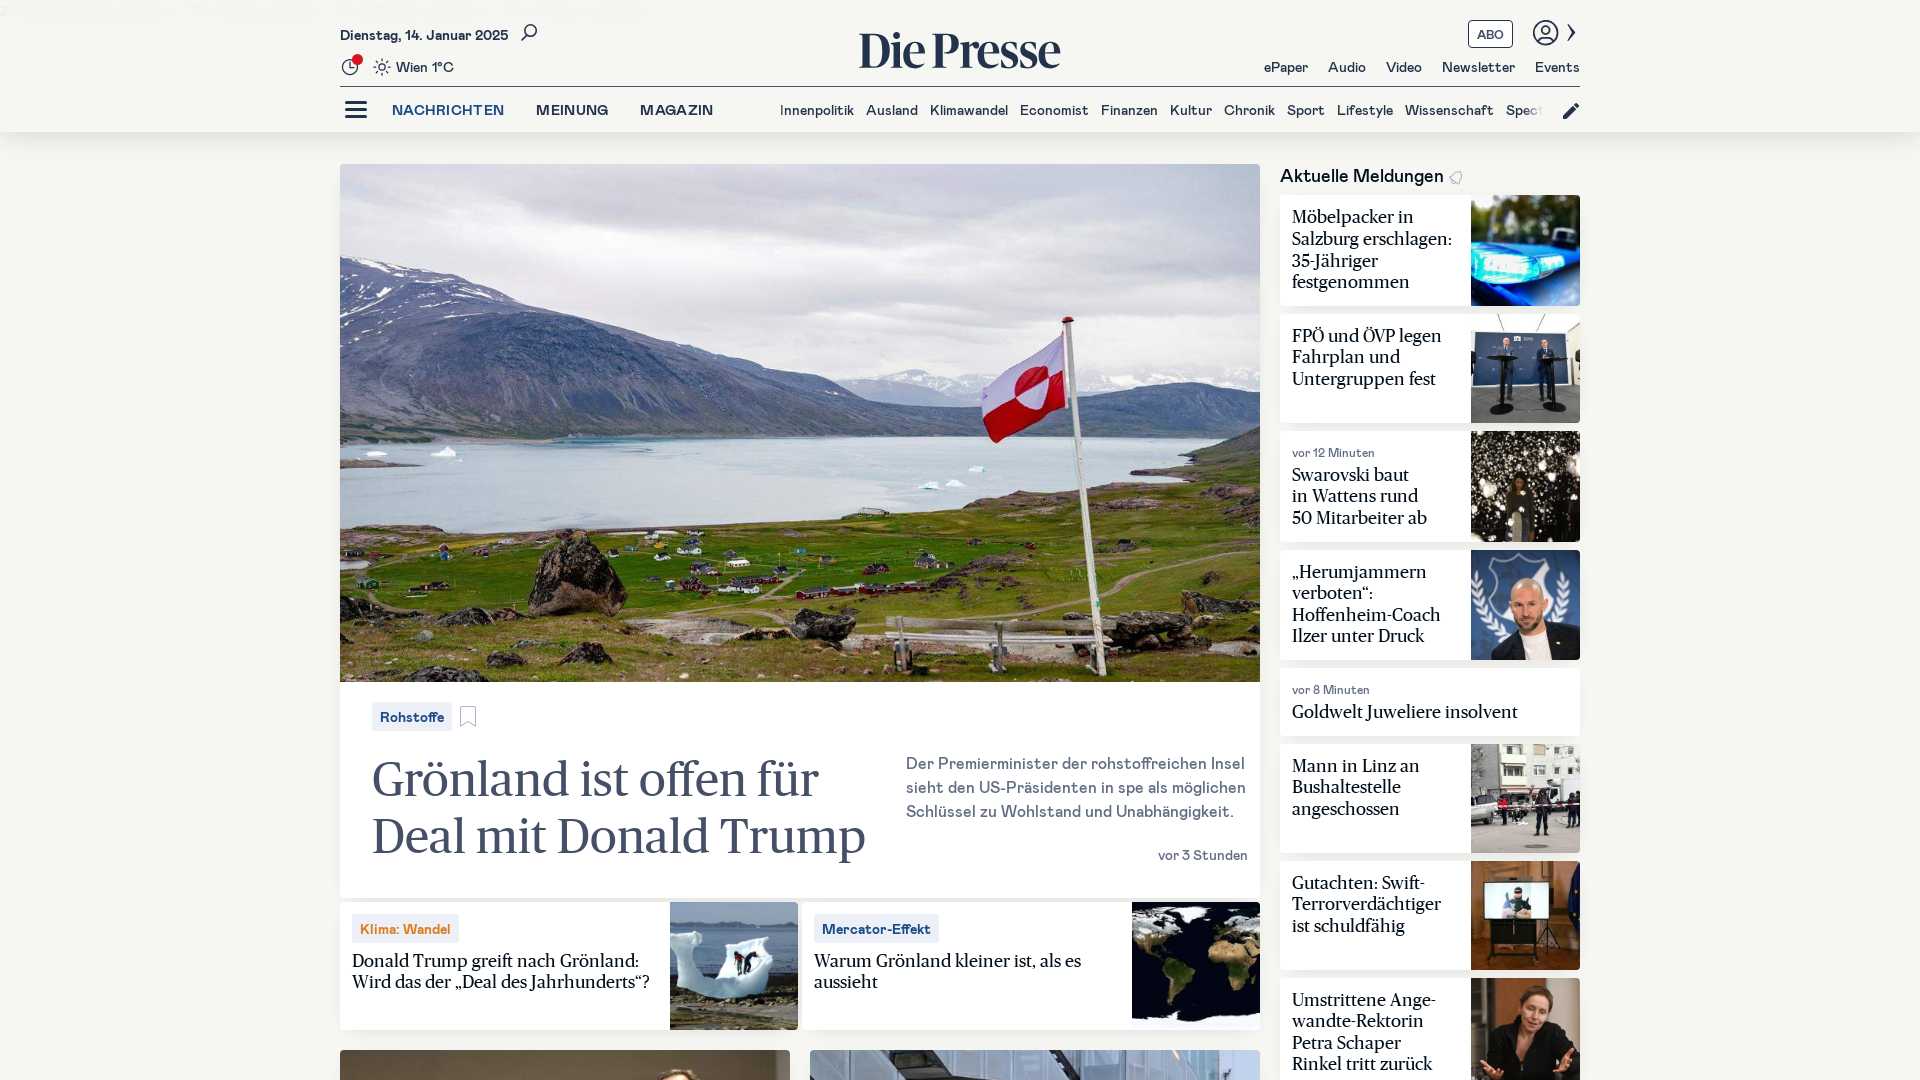 Dienstag, 14. Januar 2025
Wien 1°C
Die Presse
ABO
ePaper Audio Video Newsletter Events
NACHRICHTEN MEINUNG MAGAZIN
Innenpolitik Ausland Klimawandel Economist Finanzen Kultur Chronik Sport Lifestyle Wissenschaft Spect
Rohstoffe
Grönland ist offen für
Deal mit Donald Trump
Der Premierminister der rohstoffreichen Insel
sieht den US-Präsidenten in spe als möglichen
Schlüssel zu Wohlstand und Unabhängigkeit.
vor 3 Stunden
Klima: Wandel
Donald Trump greift nach Grönland:
Wird das der „Deal des Jahrhunderts“?
Mercator-Effekt
Warum Grönland kleiner ist, als es
aussieht
Aktuelle Meldungen
Möbelpacker in
Salzburg erschlagen:
35-Jähriger
festgenommen
FPÖ und ÖVP legen
Fahrplan und
Untergruppen fest
vor 12 Minuten
Swarovski baut
in Wattens rund
50 Mitarbeiter ab
„Herumjammern
verboten“:
Hoffenheim-Coach
Ilzer unter Druck
vor 8 Minuten
Goldwelt Juweliere insolvent
Mann in Linz an
Bushaltestelle
angeschossen
Gutachten: Swift-
Terrorverdächtiger
ist schuldfähig
Umstrittene Ange-
wandte-Rektorin
Petra Schaper
Rinkel tritt zurück